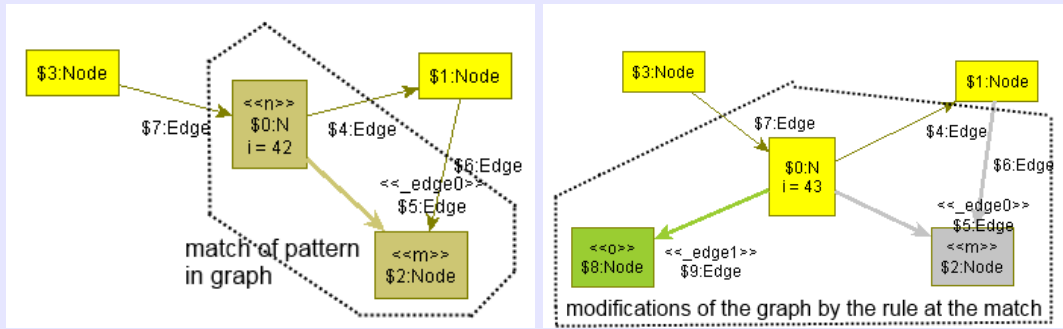 $3:Node
$1:Node
<<n>>
$0:N
i = 42
$7:Edge
$4:Edge
$6:Edge
<<_edge0>>
$5:Edge
match of pattern
in graph
<<m>>
$2:Node
$3:Node
$1:Node
$7:Edge
$4:Edge
$0:N
i = 43
$6:Edge
<<_edge0>>
$5:Edge
<<o>>
$8:Node
<<_edge1>>
$9:Edge
<<m>>
$2:Node
modifications of the graph by the rule at the match